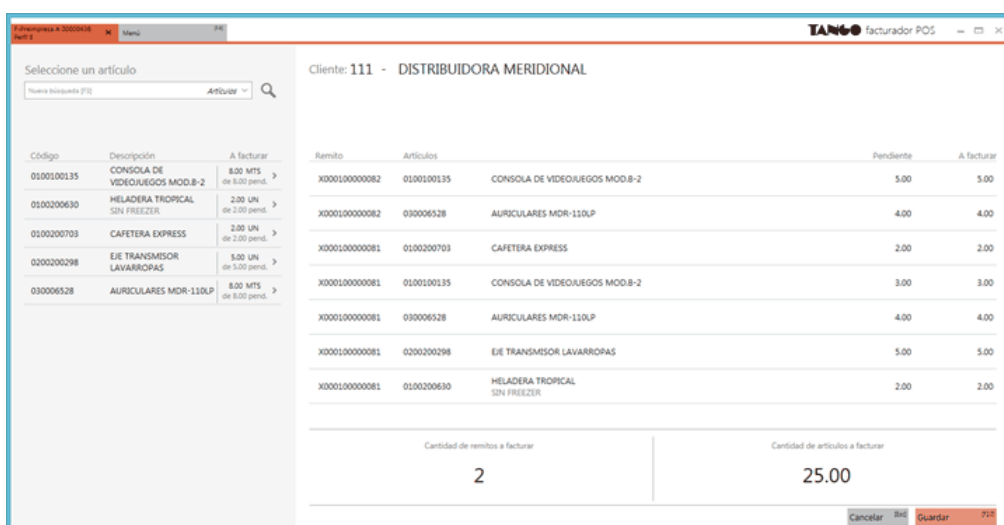 Perfil 8
Menú
TANGO facturador POS
Seleccione un artículo
Nueva búsqueda [F3] Artículos
Código Descripción A facturar
0100100135 CONSOLA DE VIDEOJUEGOS MOD.8-2 8.00 MTS de 8.00 pend.
0100200630 HELADERA TROPICAL SIN FREEZER 2.00 UN de 2.00 pend.
0100200703 CAFETERA EXPRESS 2.00 UN de 2.00 pend.
0200200298 EJE TRANSMISOR LAVARROPAS 5.00 UN de 5.00 pend.
030006528 AURICULARES MDR-110LP 8.00 MTS de 8.00 pend.
Cliente: 111 - DISTRIBUIDORA MERIDIONAL
Remito Artículos Pendiente A facturar
X000100000082 0100100135 CONSOLA DE VIDEOJUEGOS MOD.8-2 5.00 5.00
X000100000082 030006528 AURICULARES MDR-110LP 4.00 4.00
X000100000081 0100200703 CAFETERA EXPRESS 2.00 2.00
X000100000081 0100100135 CONSOLA DE VIDEOJUEGOS MOD.8-2 3.00 3.00
X000100000081 030006528 AURICULARES MDR-110LP 4.00 4.00
X000100000081 0200200298 EJE TRANSMISOR LAVARROPAS 5.00 5.00
X000100000081 0100200630 HELADERA TROPICAL 2.00 2.00
SIN FREEZER
Cantidad de remitos a facturar Cantidad de artículos a facturar
2 25.00
Cancelar Guardar